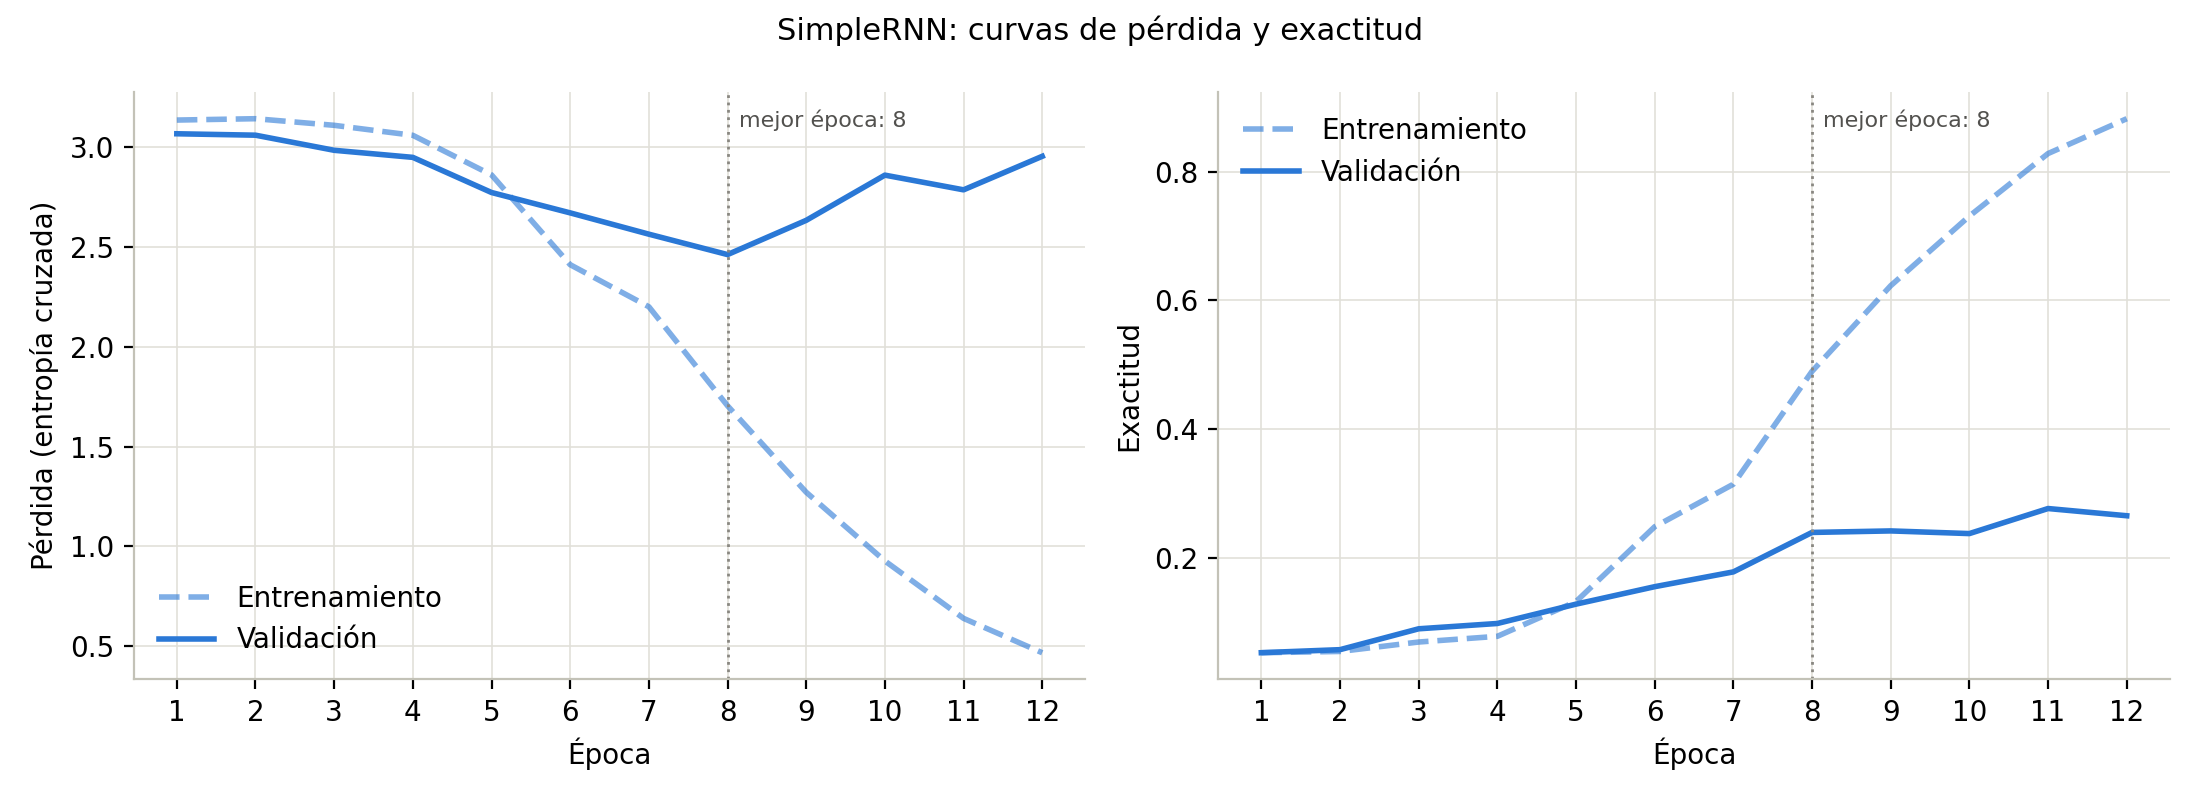 SimpleRNN: curvas de pérdida y exactitud
Pérdida (entropía cruzada)
3.0
2.5
2.0
1.5
1.0
0.5
mejor época: 8
Entrenamiento
Validación
1 2 3 4 5 6 7 8 9 10 11 12
Época
Exactitud
0.8
0.6
0.4
0.2
Entrenamiento
Validación
mejor época: 8
1 2 3 4 5 6 7 8 9 10 11 12
Época